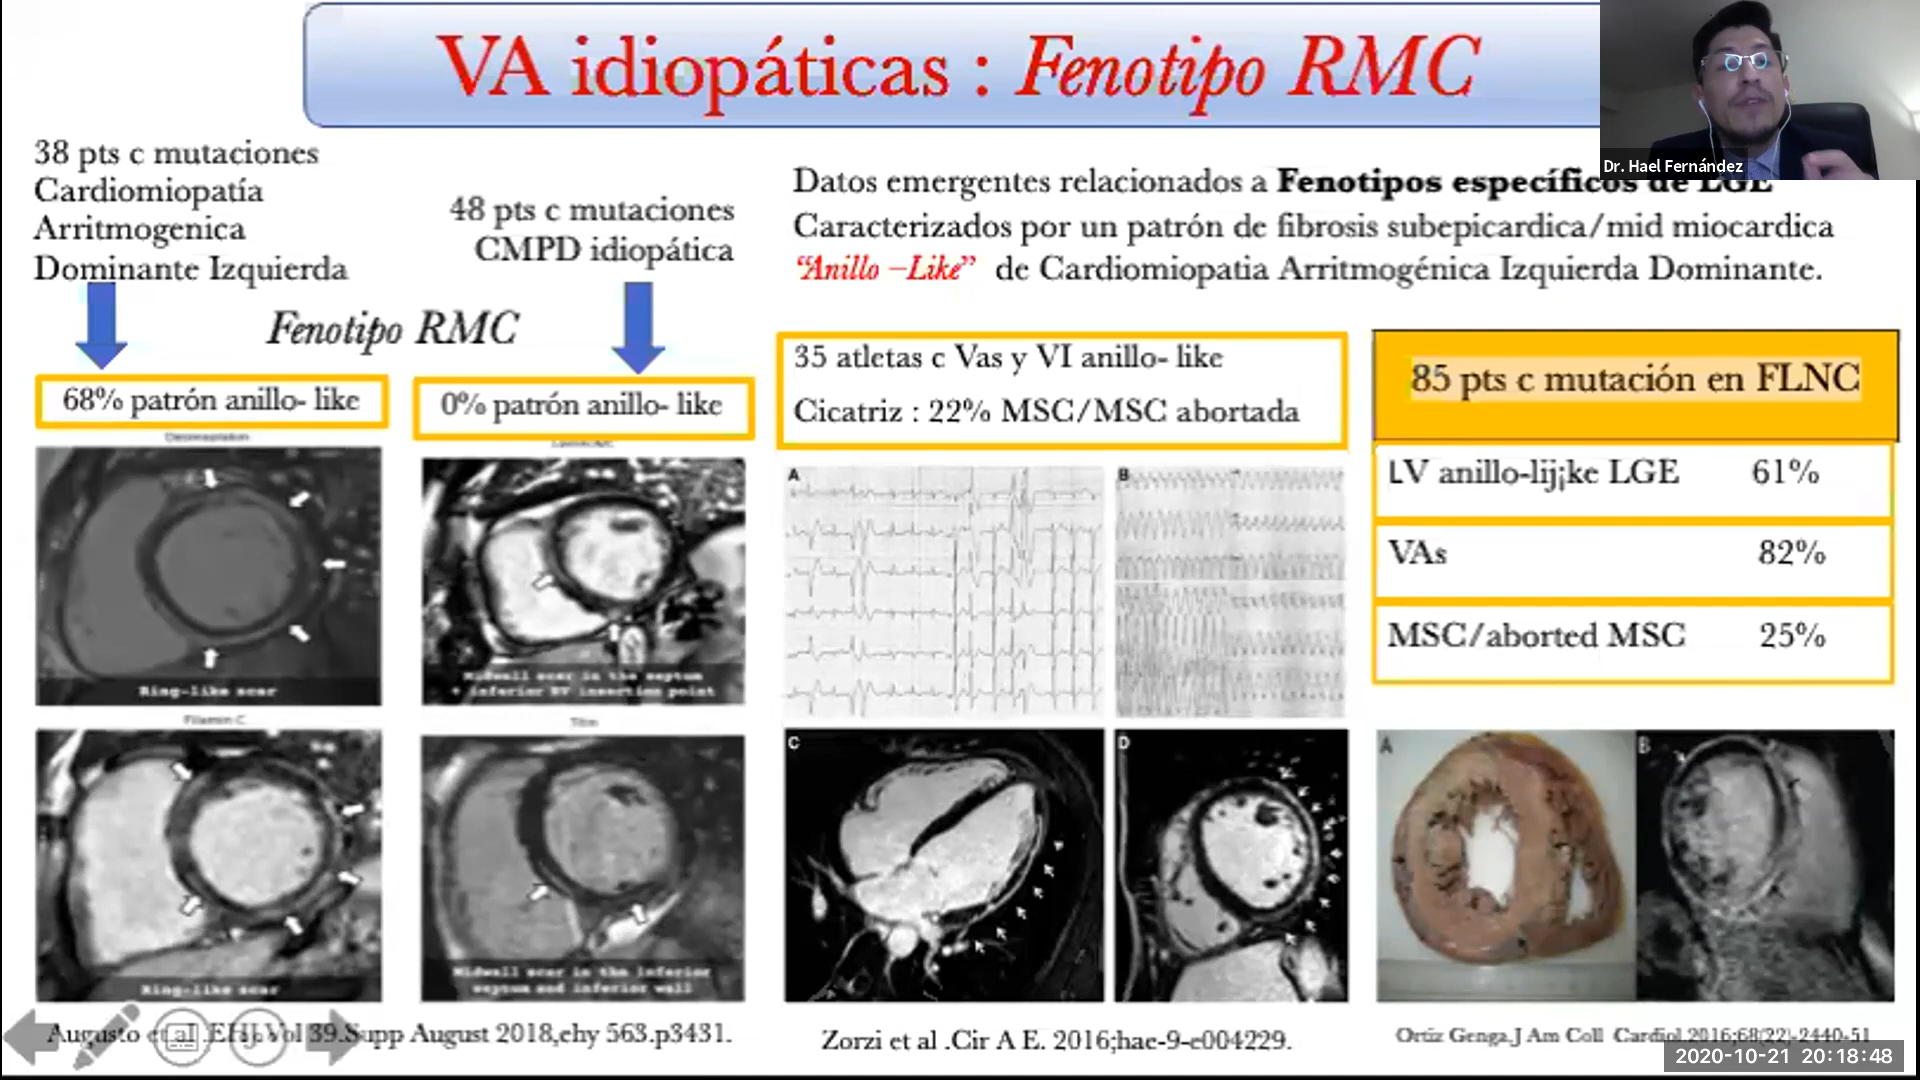 VA idiopáticas : Fenotipo RMC
Dr. Hael Fernández
38 pts c mutaciones
Cardiomiopatía
Arritmogenica
Dominante Izquierda
48 pts c mutaciones
CMPD idiopática
Fenotipo RMC
68% patrón anillo- like
0% patrón anillo- like
Datos emergentes relacionados a Fenotipos específicos de LGE
Caracterizados por un patrón de fibrosis subepicardica/mid miocardica
“Anillo –Like” de Cardiomiopatia Arritmogénica Izquierda Dominante.
35 atletas c Vas y VI anillo- like
Cicatriz : 22% MSC/MSC abortada
85 pts c mutación en FLNC
LV anillo-lij¡ke LGE 61%
VAs 82%
MSC/aborted MSC 25%
Desmoplakin
Ring-like scar
Midwall scar in the septum
+ inferior RV insertion point
Filamin C
Ring-like scar
Titin
Midwall scar in the inferior
septum and inferior wall
A
B
C
D
A
B
Augusto et al .EHJ.Vol 39.Supp August 2018,ehy 563.p3431.
Zorzi et al .Cir A E. 2016;hae-9-e004229.
Ortiz Genga.J Am Coll Cardiol.2016;68(22)-2440-51
2020-10-21 20:18:48